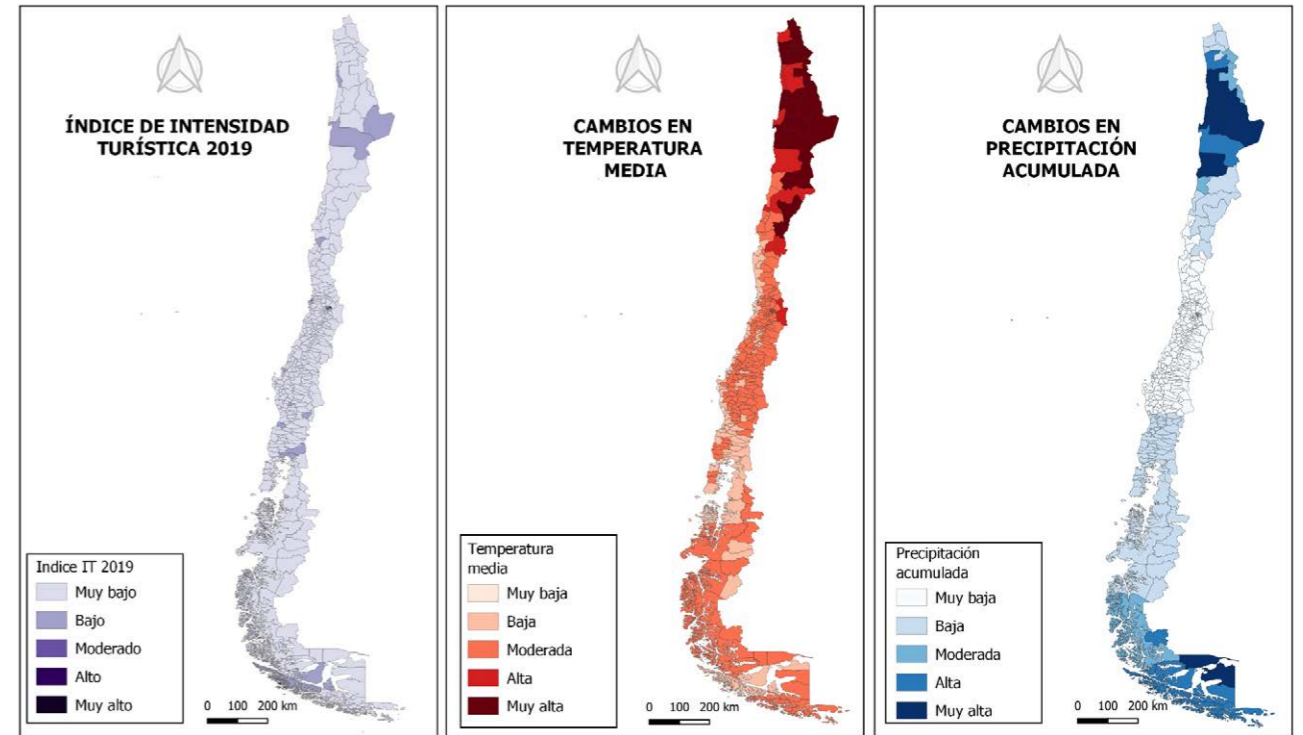 ÍNDICE DE INTENSIDAD
TURÍSTICA 2019
Indice IT 2019
Muy bajo
Bajo
Moderado
Alto
Muy alto
0 100 200 km
CAMBIOS EN
TEMPERATURA
MEDIA
Temperatura
media
Muy baja
Baja
Moderada
Alta
Muy alta
0 100 200 km
CAMBIOS EN
PRECIPITACIÓN
ACUMULADA
Precipitación
acumulada
Muy baja
Baja
Moderada
Alta
Muy alta
0 100 200 km